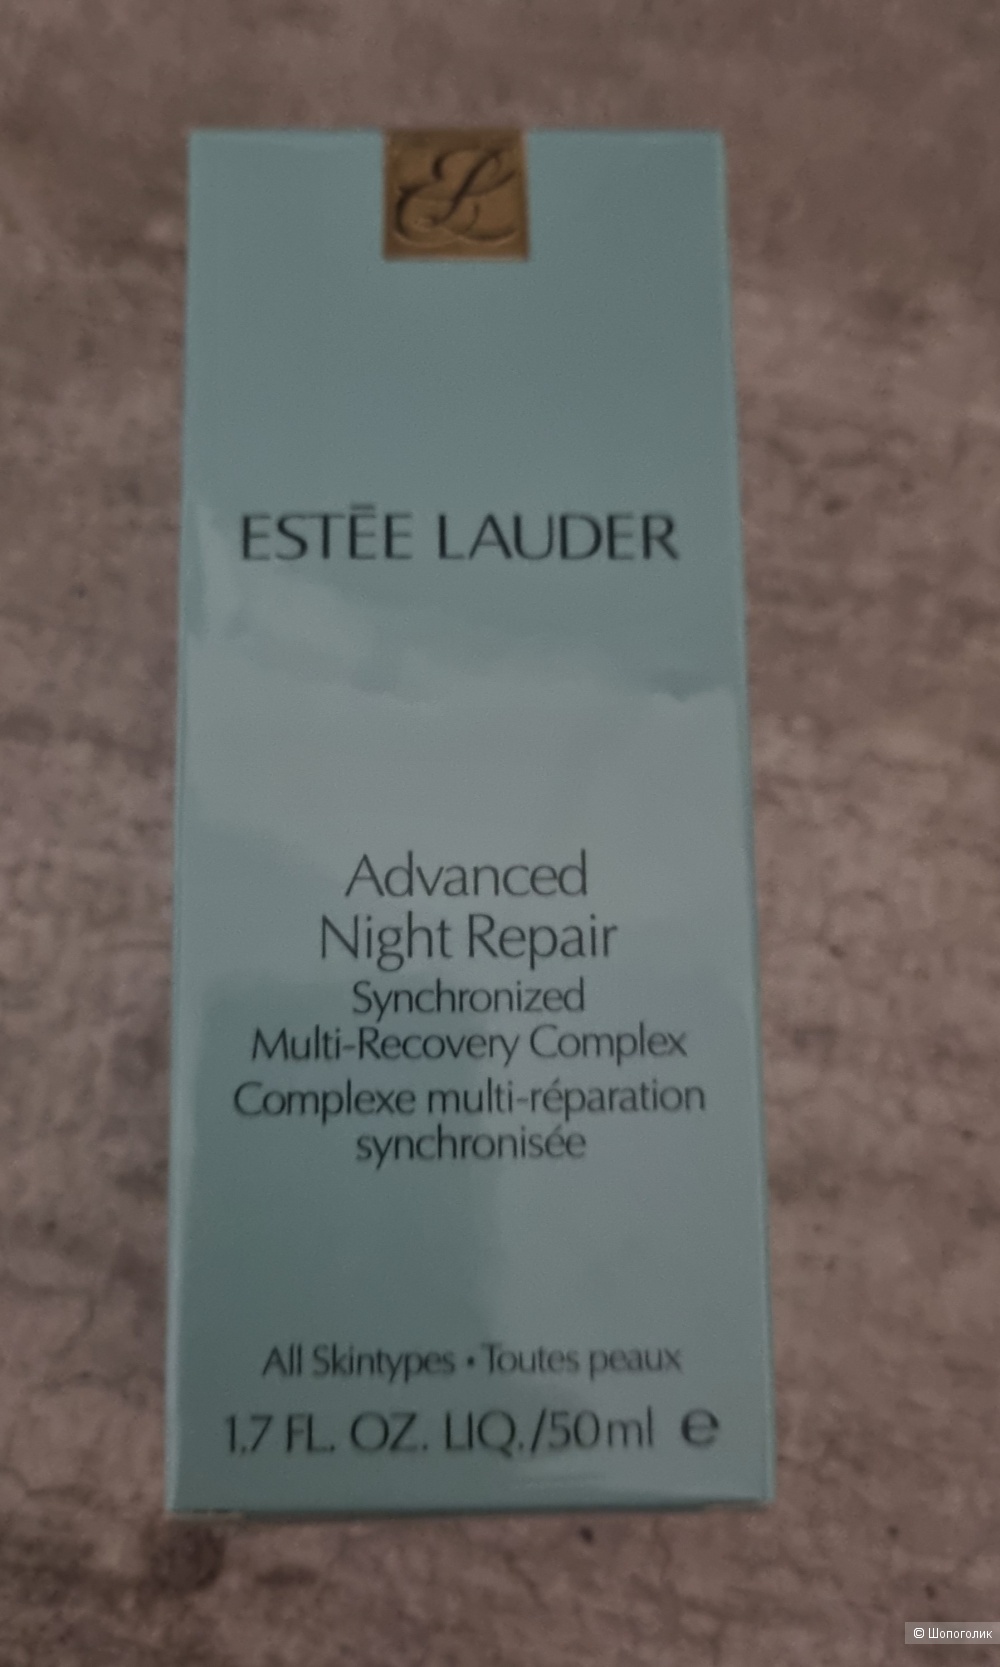 EL
ESTĒE LAUDER
Advanced
Night Repair
Synchronized
Multi-Recovery Complex
Complexe multi-réparation
synchronisée
All Skintypes • Toutes peaux
1.7 FL. OZ. LIQ./50ml e
© Шопоголик